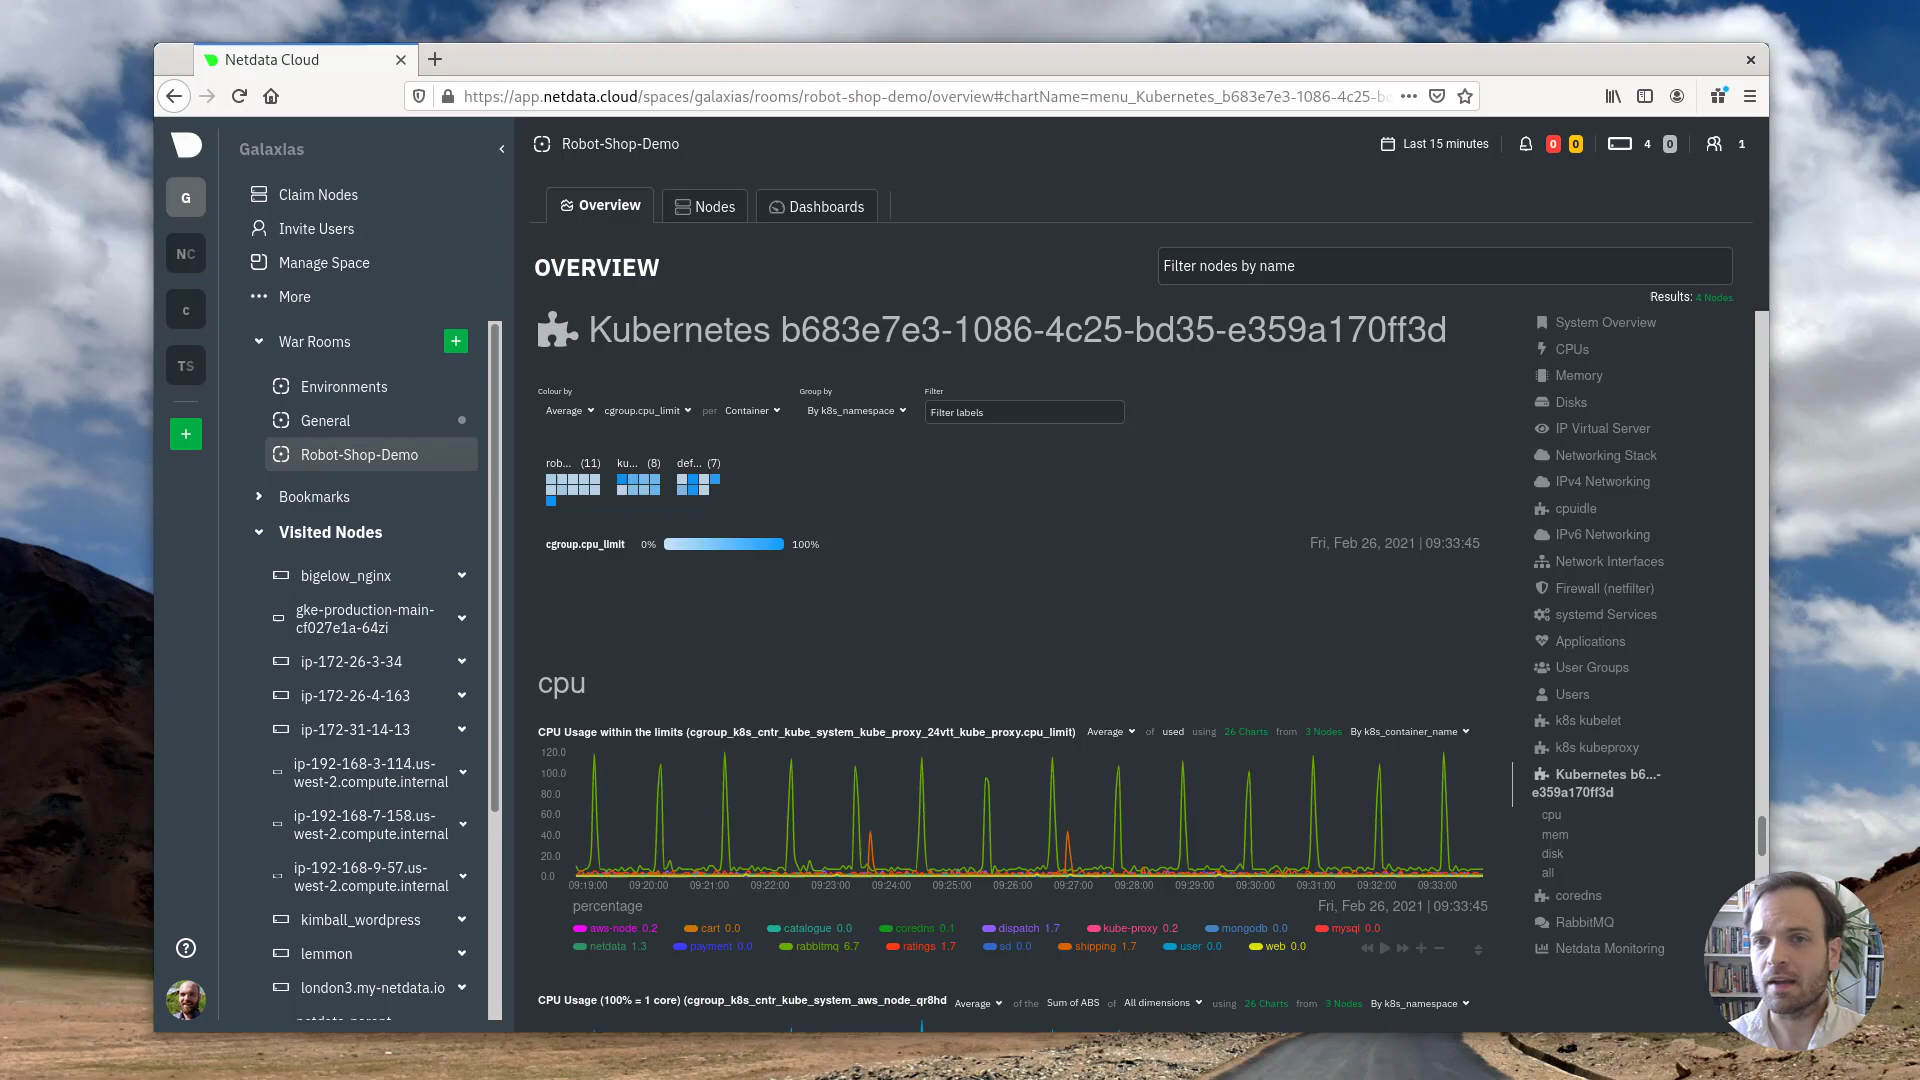 Netdata Cloud
https://app.netdata.cloud/spaces/galaxias/rooms/robot-shop-demo/overview#chartName=menu_Kubernetes_b683e7e3-1086-4c25-bc
Galaxias
G
NC
c
TS
Claim Nodes
Invite Users
Manage Space
More
War Rooms
Environments
General
Robot-Shop-Demo
Bookmarks
Visited Nodes
bigelow_nginx
gke-production-main-
cf027e1a-64zi
ip-172-26-3-34
ip-172-26-4-163
ip-172-31-14-13
ip-192-168-3-114.us-
west-2.compute.internal
ip-192-168-7-158.us-
west-2.compute.internal
ip-192-168-9-57.us-
west-2.compute.internal
kimball_wordpress
lemmon
london3.my-netdata.io
Robot-Shop-Demo
Last 15 minutes
0 0
4 0
1
Overview
Nodes
Dashboards
OVERVIEW
Filter nodes by name
Results: 4 Nodes
Kubernetes b683e7e3-1086-4c25-bd35-e359a170ff3d
Colour by
Group by
Filter
Average cgroup.cpu_limit per Container
By k8s_namespace
Filter labels
rob... (11) ku... (8) def... (7)
cgroup.cpu_limit 0% 100%
Fri, Feb 26, 2021 | 09:33:45
cpu
CPU Usage within the limits (cgroup_k8s_cntr_kube_system_kube_proxy_24vtt_kube_proxy.cpu_limit) Average of used using 26 Charts from 3 Nodes By k8s_container_name
120.0
100.0
80.0
60.0
40.0
20.0
0.0
09:19:00 09:20:00 09:21:00 09:22:00 09:23:00 09:24:00 09:25:00 09:26:00 09:27:00 09:28:00 09:29:00 09:30:00 09:31:00 09:32:00 09:33:00
percentage
Fri, Feb 26, 2021 | 09:33:45
aws-node 0.2 cart 0.0 catalogue 0.0 coredns 0.1 dispatch 1.7 kube-proxy 0.2 mongodb 0.0 mysql 0.0
netdata 1.3 payment 0.0 rabbitmq 6.7 ratings 1.7 sd 0.0 shipping 1.7 user 0.0 web 0.0
CPU Usage (100% = 1 core) (cgroup_k8s_cntr_kube_system_aws_node_qr8hd Average of the Sum of ABS of All dimensions using 26 Charts from 3 Nodes By k8s_namespace
System Overview
CPUs
Memory
Disks
IP Virtual Server
Networking Stack
IPv4 Networking
cpuidle
IPv6 Networking
Network Interfaces
Firewall (netfilter)
systemd Services
Applications
User Groups
Users
k8s kubelet
k8s kubeproxy
Kubernetes b6...-
e359a170ff3d
cpu
mem
disk
all
coredns
RabbitMQ
Netdata Monitoring